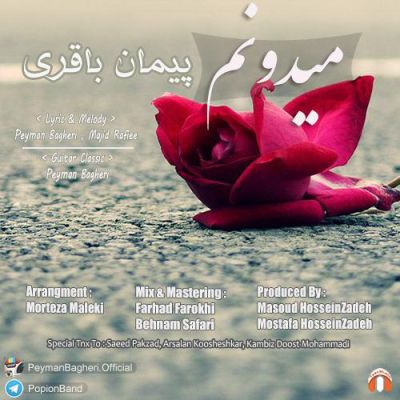 میدونم
پیمان باقری
< Lyric & Melody >
Peyman Bagheri , Majid Rafiee
< Guitar Classic >
Peyman Bagheri
Arrangment :
Morteza Maleki
Mix & Mastering :
Farhad Farokhi
Behnam Safari
Produced By :
Masoud HosseinZadeh
Mostafa HosseinZadeh
Special Tnx To : Saeed Pakzad, Arsalan Koosheshkar, Kambiz Doost Mohammadi
PeymanBagheri.Official
PopionBand